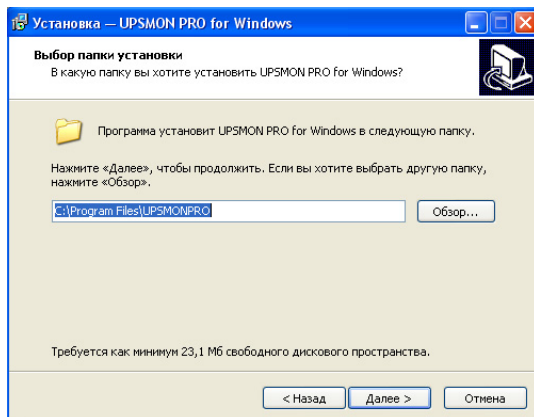 Установка — UPSMON PRO for Windows
Выбор папки установки
В какую папку вы хотите установить UPSMON PRO for Windows?
Программа установит UPSMON PRO for Windows в следующую папку.
Нажмите «Далее», чтобы продолжить. Если вы хотите выбрать другую папку,
нажмите «Обзор».
C:\Program Files\UPSMONPRO
Обзор...
Требуется как минимум 23,1 Мб свободного дискового пространства.
< Назад
Далее >
Отмена